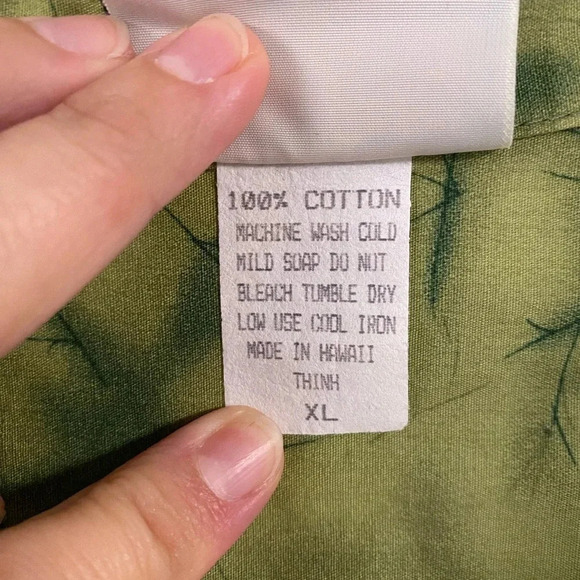 100% COTTON
MACHINE WASH COLD
MILD SOAP DO NOT
BLEACH TUMBLE DRY
LOW USE COOL IRON
MADE IN HAWAII
THINK
XL